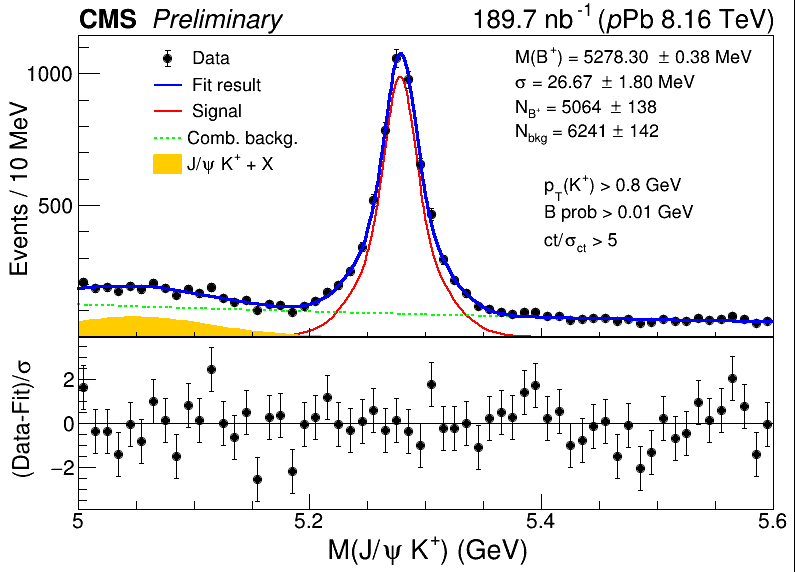 CMS Preliminary 189.7 nb⁻¹ (pPb 8.16 TeV)
Events / 10 MeV
1000
500
Data
Fit result
Signal
Comb. backg.
J/ψ K⁺ + X
M(B⁺) = 5278.30 ± 0.38 MeV
σ = 26.67 ± 1.80 MeV
N_B⁺ = 5064 ± 138
N_bkg = 6241 ± 142
p_T(K⁺) > 0.8 GeV
B prob > 0.01 GeV
ct/σ_ct > 5
(Data-Fit)/σ
2
0
−2
5 5.2 5.4 5.6
M(J/ψ K⁺) (GeV)